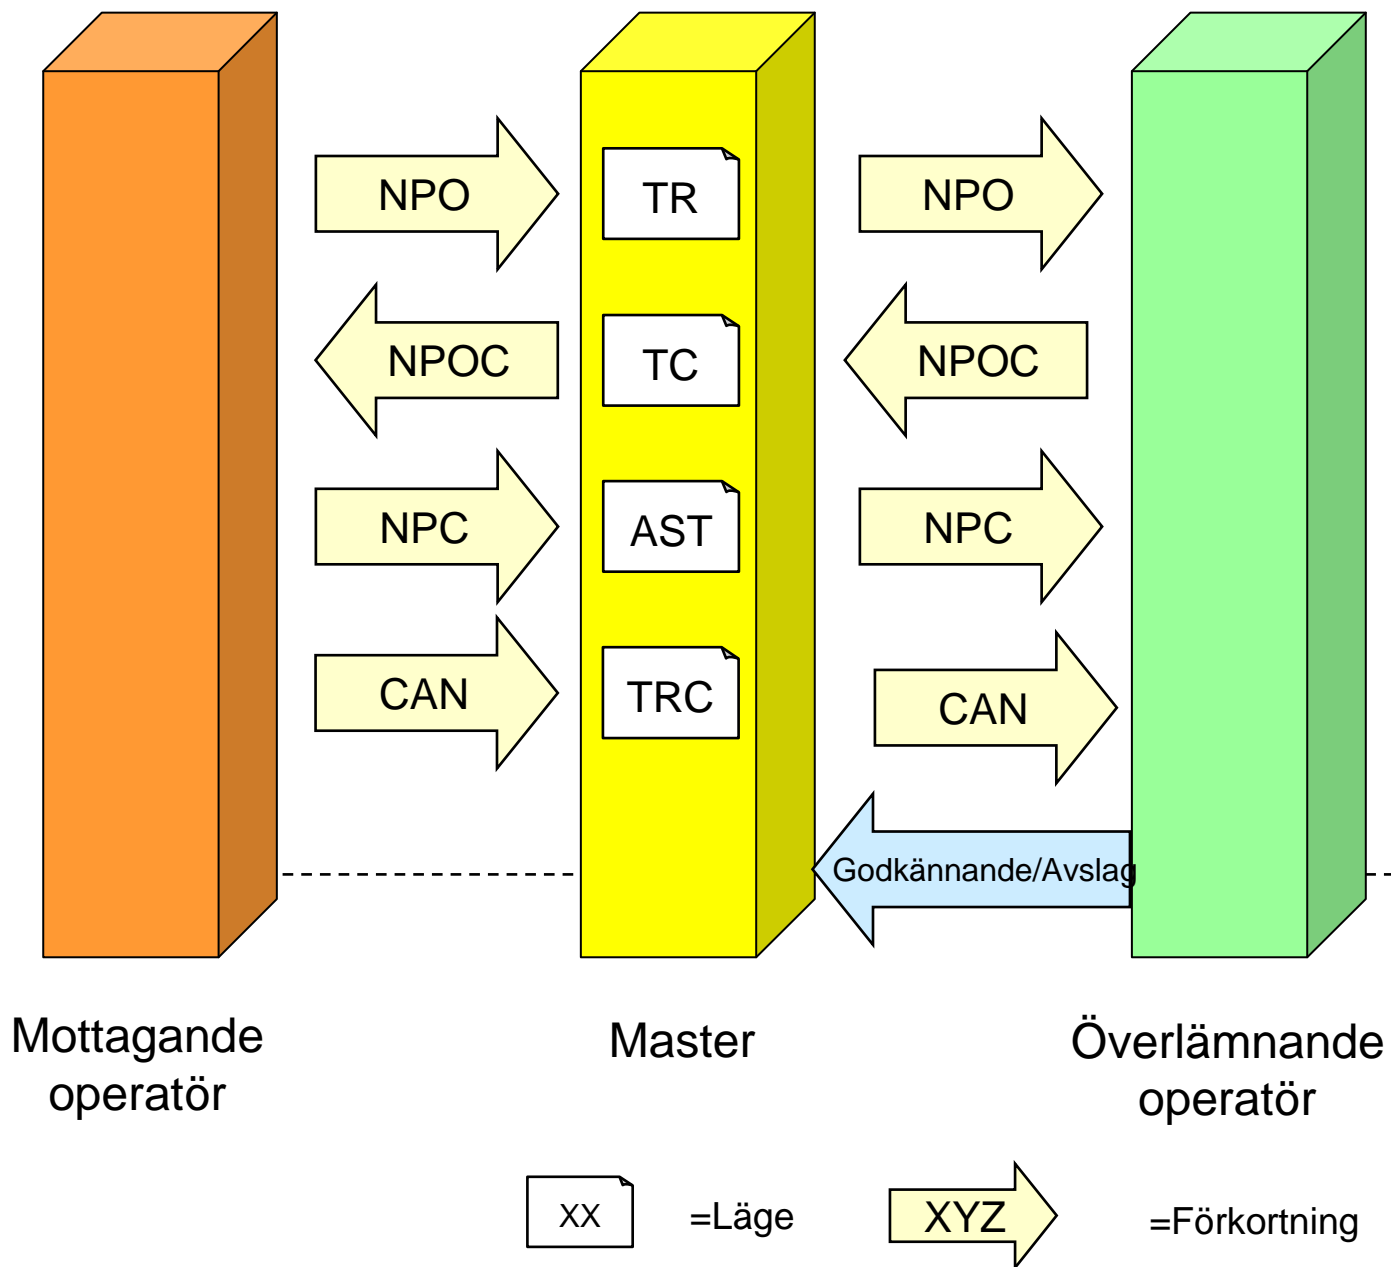 NPO
TR
NPO
NPOC
TC
NPOC
NPC
AST
NPC
CAN
TRC
CAN
Godkännande/Avslag
Mottagande
operatör
Master
Överlämnande
operatör
XX
=Läge
XYZ
=Förkortning